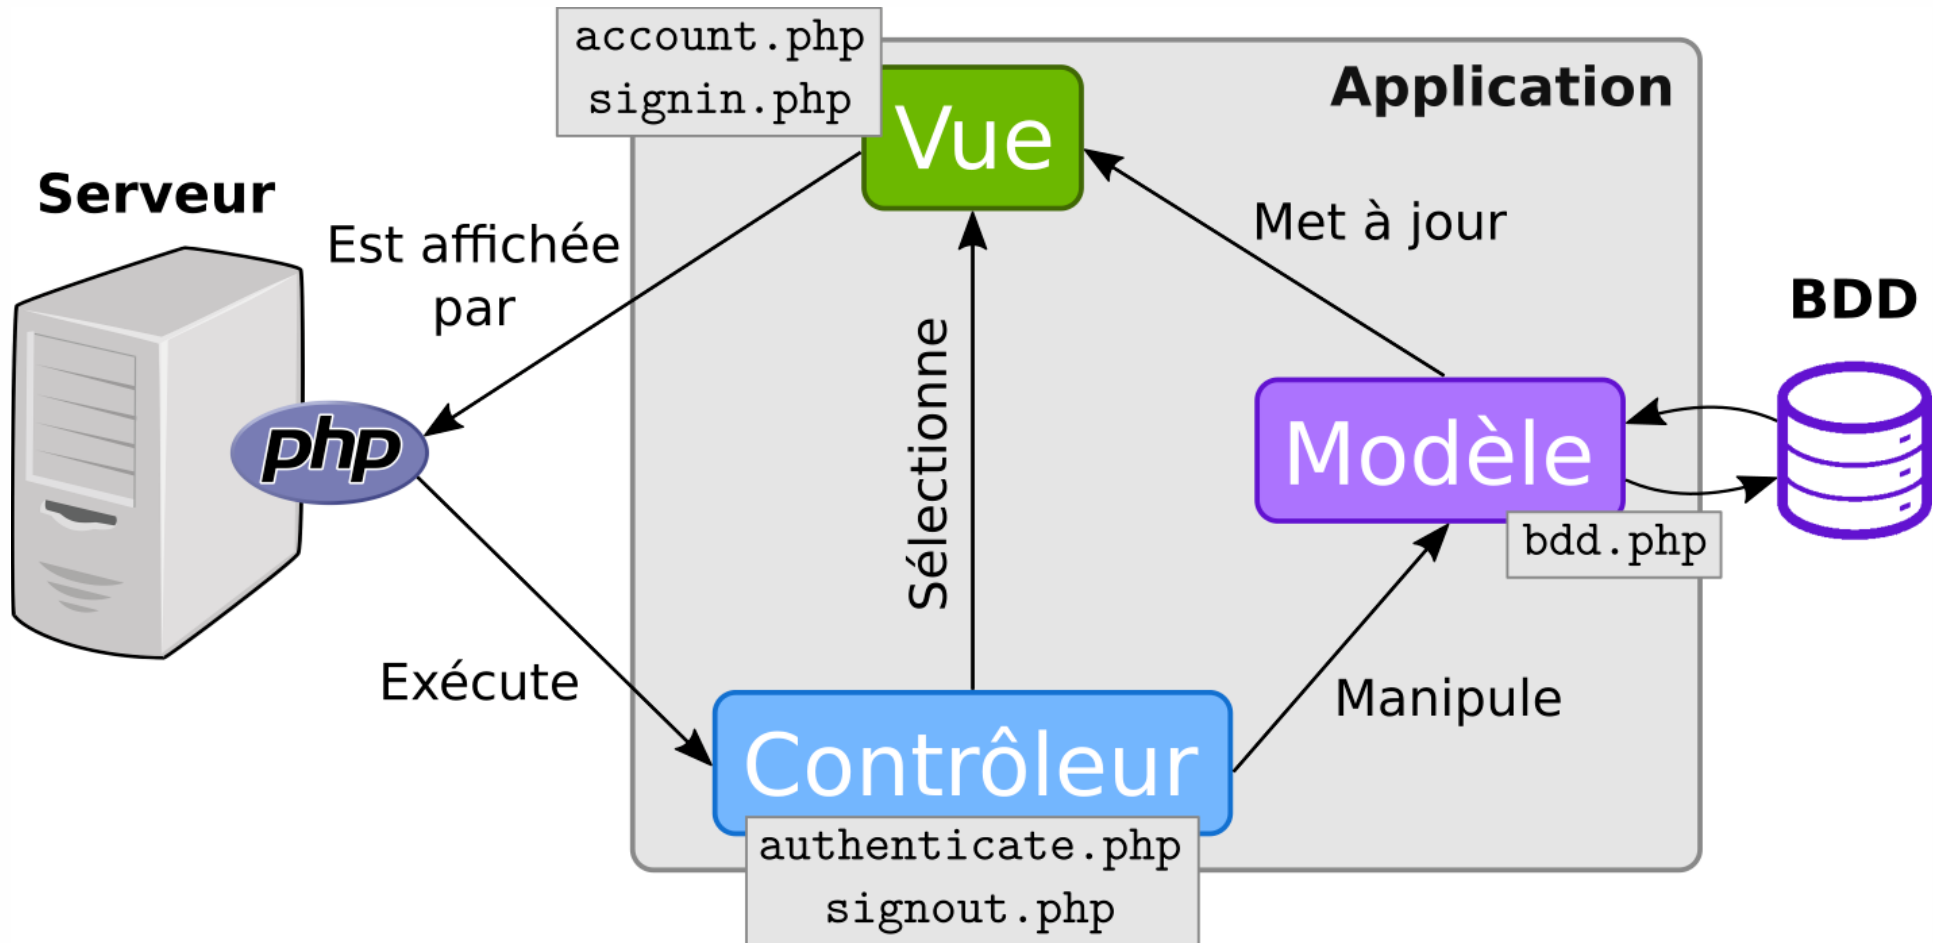 account.php
signin.php
Application
Vue
Serveur
Est affichée
par
Met à jour
BDD
Sélectionne
php
Modèle
bdd.php
Exécute
Manipule
Contrôleur
authenticate.php
signout.php